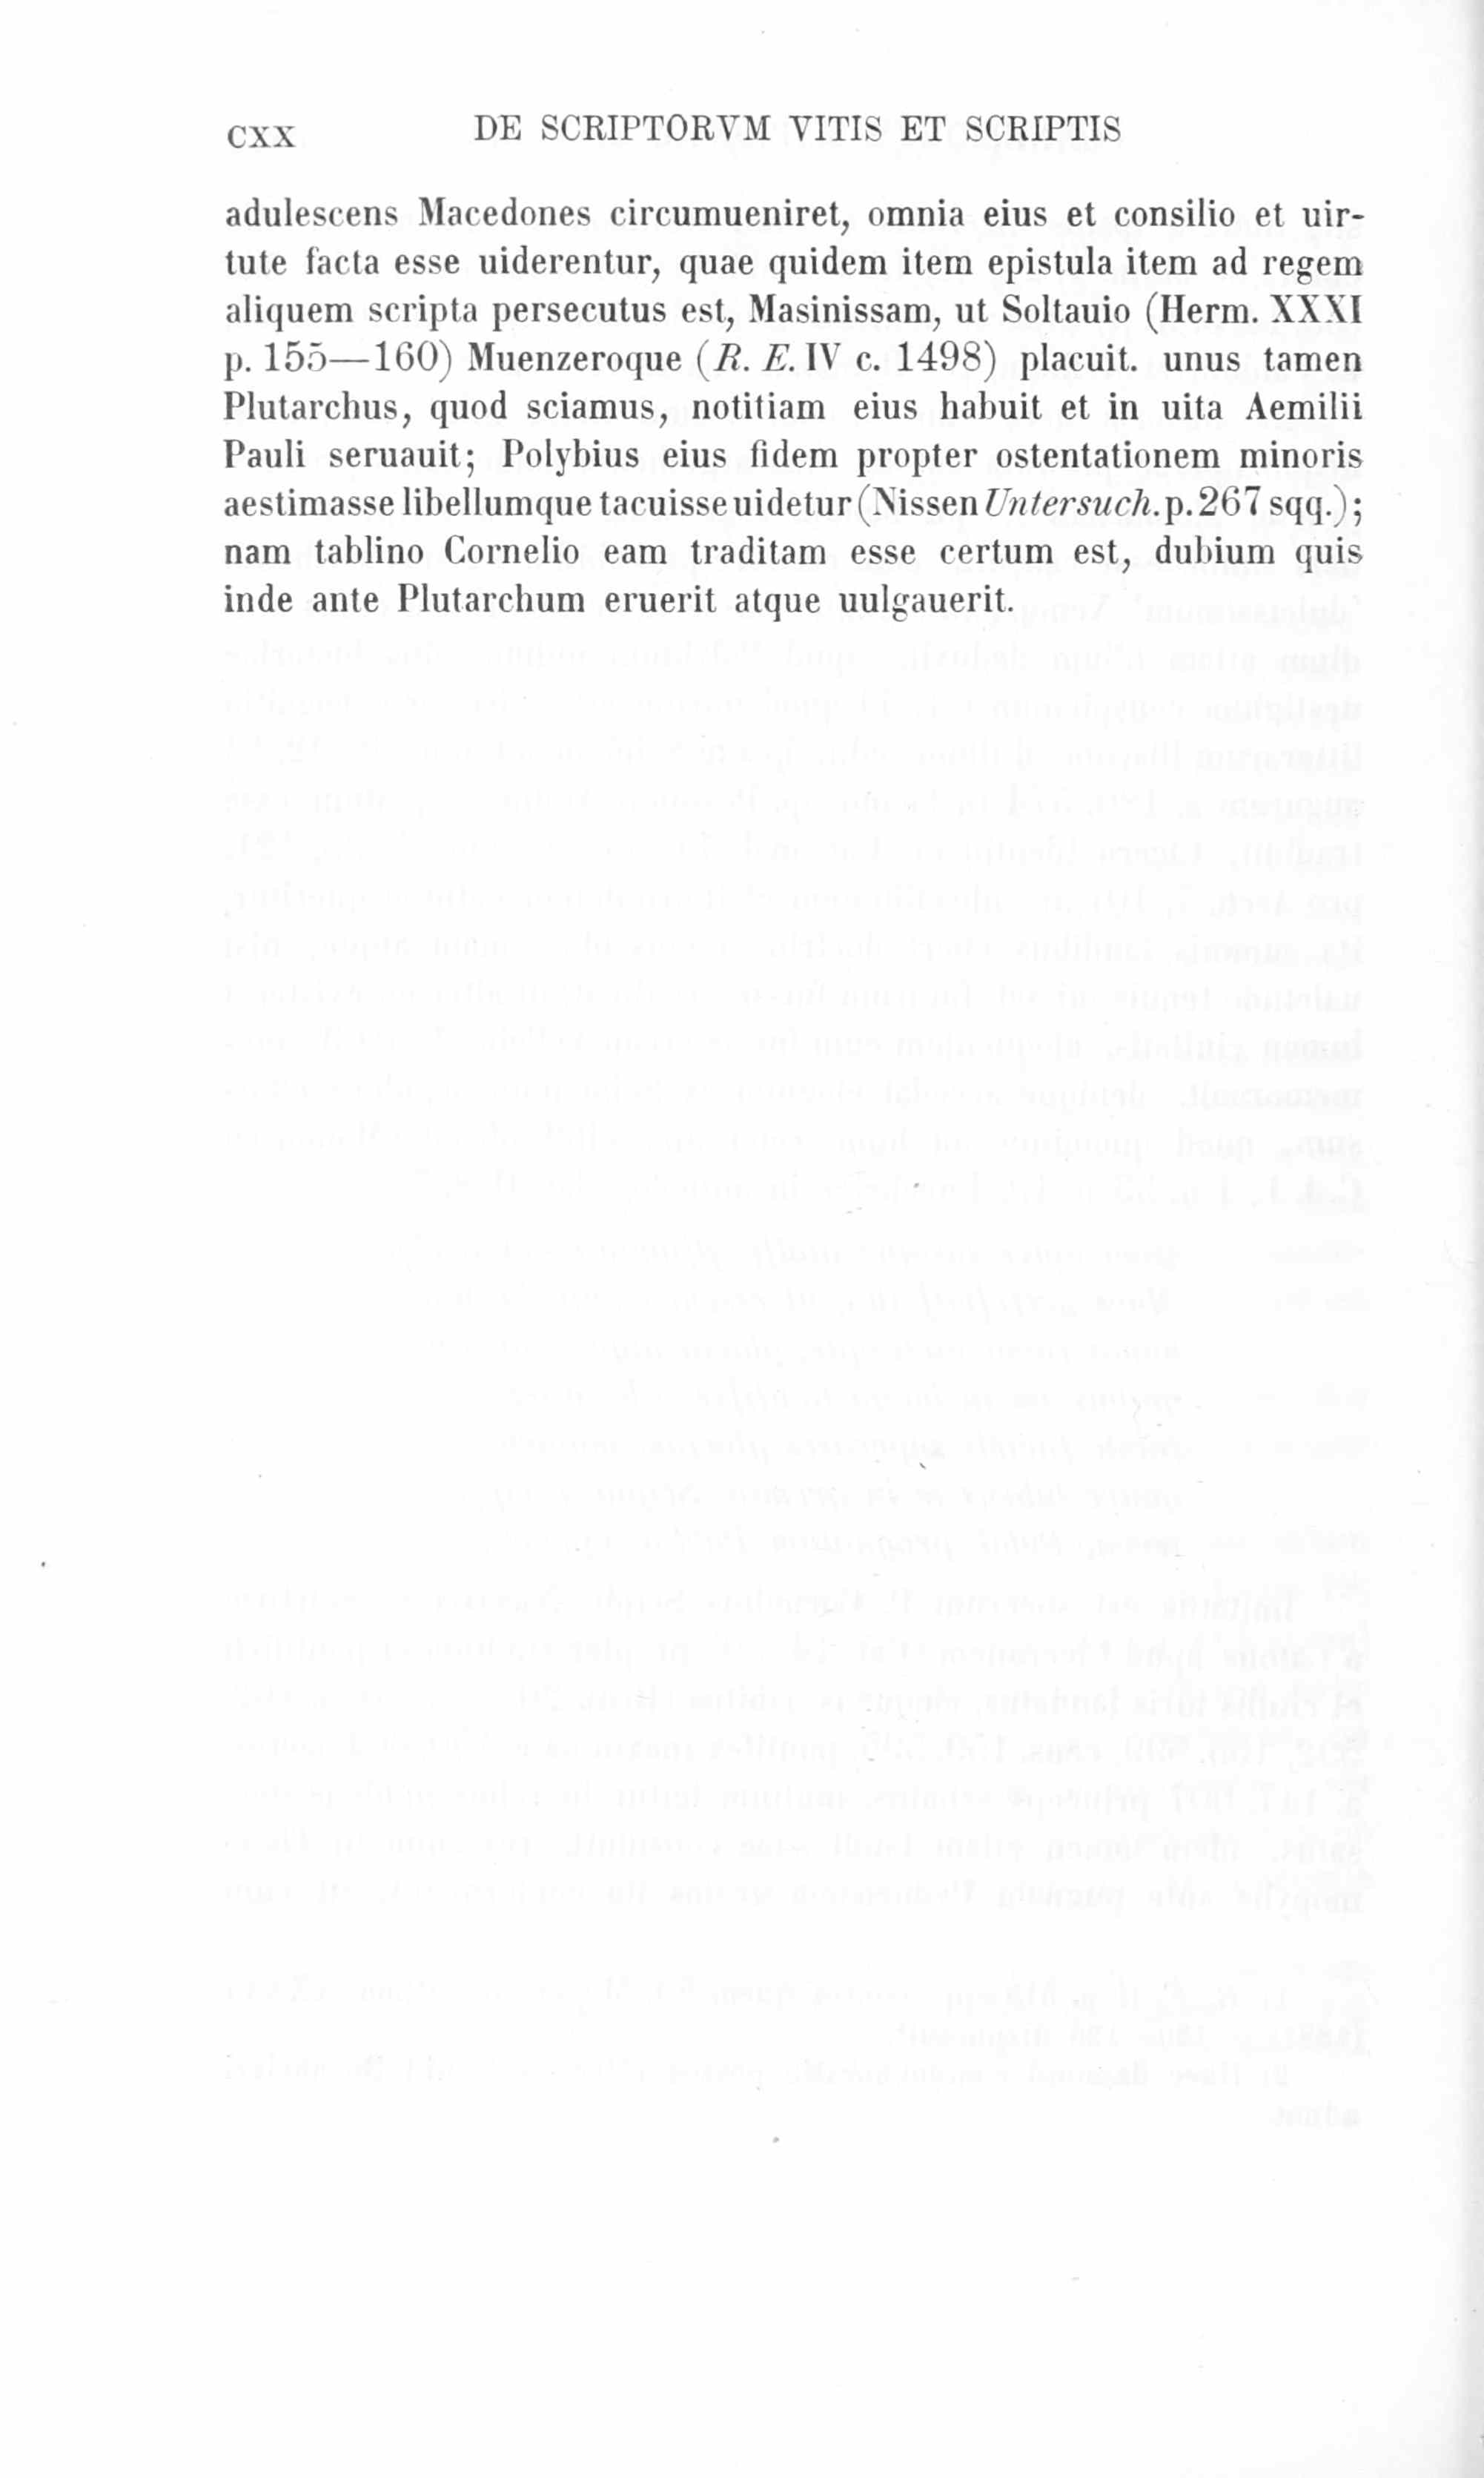 CXX DE SCRIPTORVM VITIS ET SCRIPTIS
adulescens Macedones circumueniret, omnia eius et consilio et uir-
tute facta esse uiderentur, quae quidem item epistula item ad regem
aliquem scripta persecutus est, Masinissam, ut Soltauio (Herm. XXXI
p. 155—160) Muenzeroque (R. E. IV c. 1498) placuit. unus tamen
Plutarchus, quod sciamus, notitiam eius habuit et in uita Aemilii
Pauli seruauit; Polybius eius fidem propter ostentationem minoris
aestimasse libellumque tacuisse uidetur (Nissen Untersuch. p. 267 sqq.);
nam tablino Cornelio eam traditam esse certum est, dubium quis
inde ante Plutarchum eruerit atque uulgauerit.